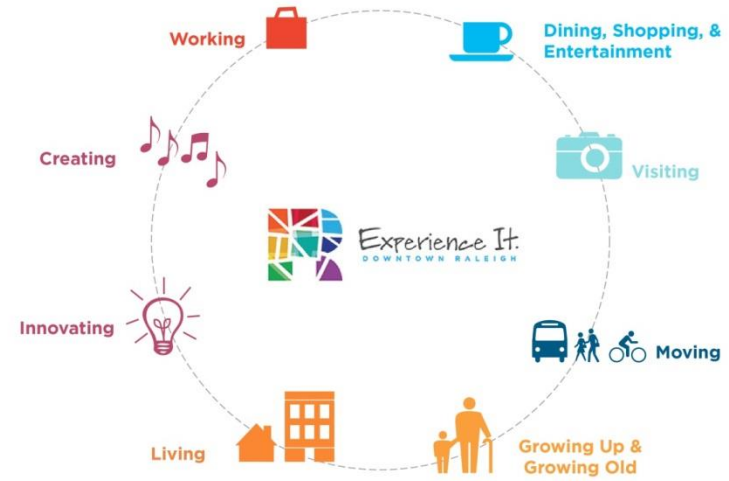 Working
Dining, Shopping, &
Entertainment
Creating
Visiting
R Experience It.
DOWNTOWN RALEIGH
Innovating
Moving
Living
Growing Up &
Growing Old